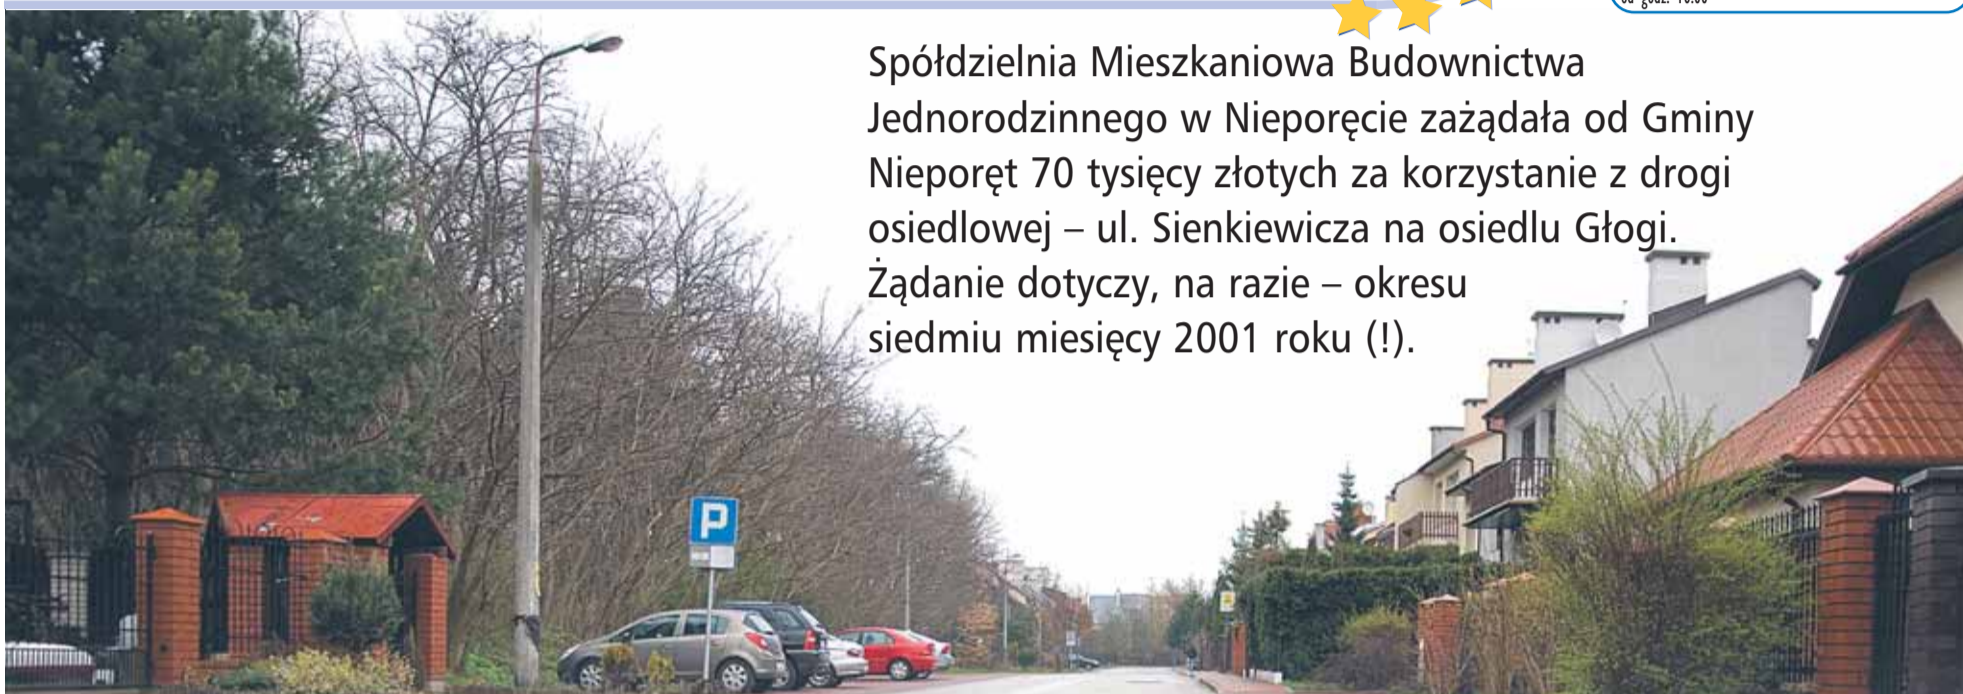 Spółdzielnia Mieszkaniowa Budownictwa
Jednorodzinnego w Nieporęcie zażądała od Gminy
Nieporęt 70 tysięcy złotych za korzystanie z drogi
osiedlowej – ul. Sienkiewicza na osiedlu Głogi.
Żądanie dotyczy, na razie – okresu
siedmiu miesięcy 2001 roku (!).
P